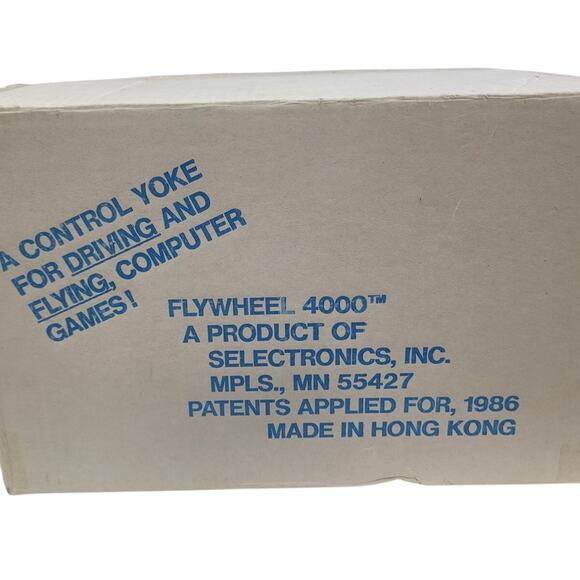 A CONTROL YOKE
FOR DRIVING AND
FLYING, COMPUTER
GAMES!
FLYWHEEL 4000™
A PRODUCT OF
SELECTRONICS, INC.
MPLS., MN 55427
PATENTS APPLIED FOR, 1986
MADE IN HONG KONG